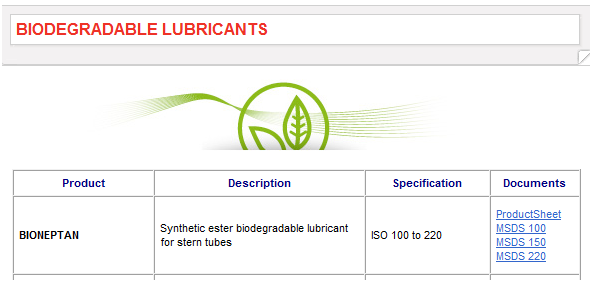 BIODEGRADABLE LUBRICANTS
Product Description Specification Documents
BIONEPTAN
Synthetic ester biodegradable lubricant
for stern tubes
ISO 100 to 220
ProductSheet
MSDS 100
MSDS 150
MSDS 220